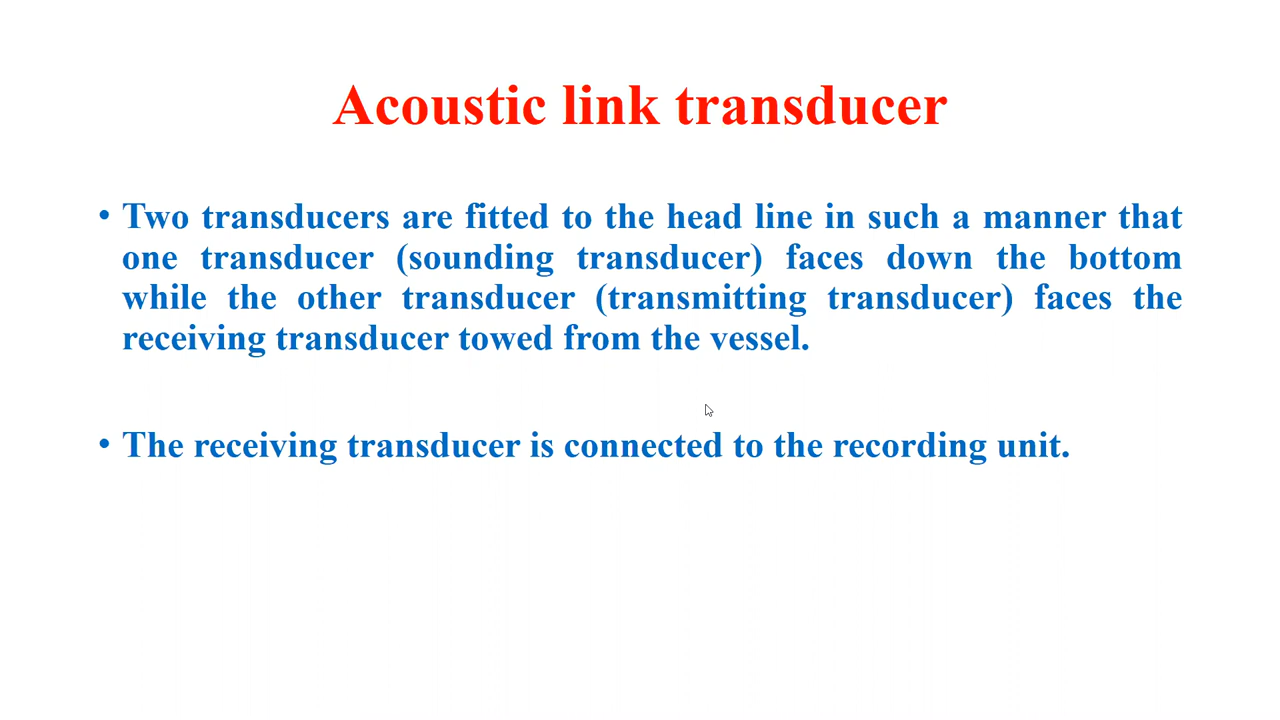 Acoustic link transducer
• Two transducers are fitted to the head line in such a manner that
one transducer (sounding transducer) faces down the bottom
while the other transducer (transmitting transducer) faces the
receiving transducer towed from the vessel.
• The receiving transducer is connected to the recording unit.